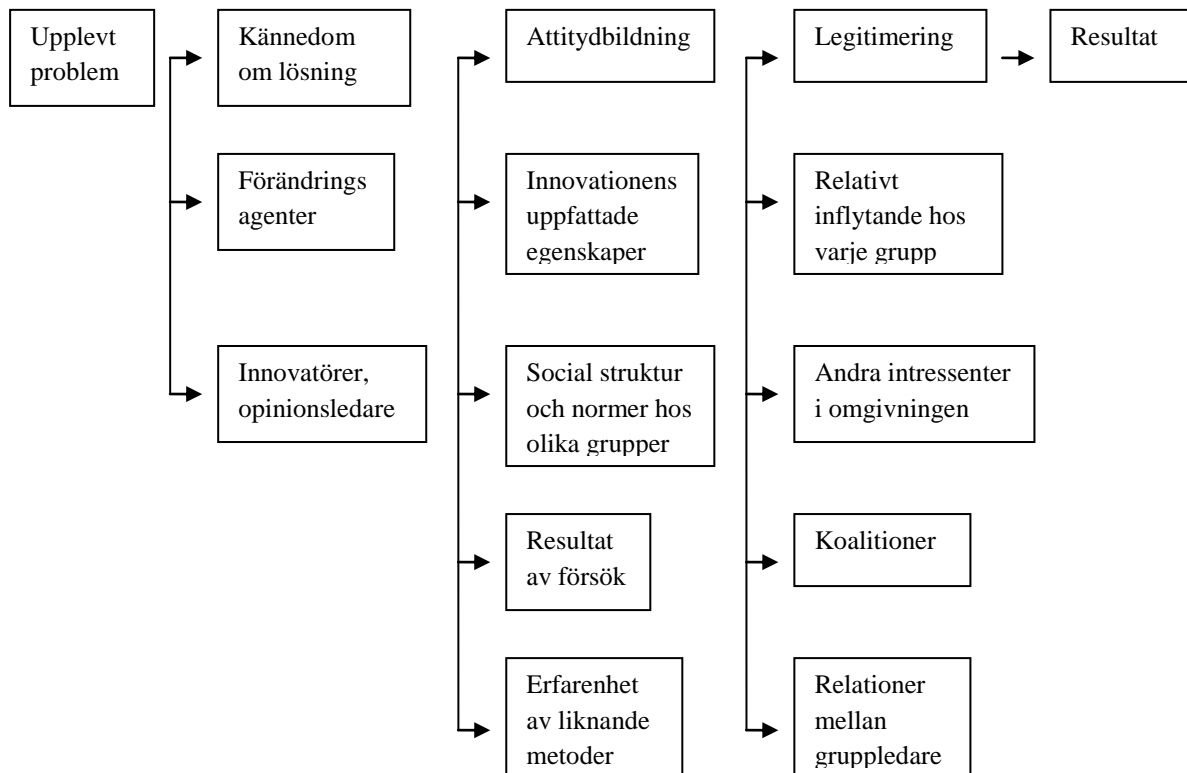 Upplevt
problem
Kännedom
om lösning
Attitydbildning
Legitimering
Resultat
Förändrings
agenter
Innovationens
uppfattade
egenskaper
Relativt
inflytande hos
varje grupp
Innovatörer,
opinionsledare
Social struktur
och normer hos
olika grupper
Andra intressenter
i omgivningen
Resultat
av försök
Koalitioner
Erfarenhet
av liknande
metoder
Relationer
mellan
gruppledare